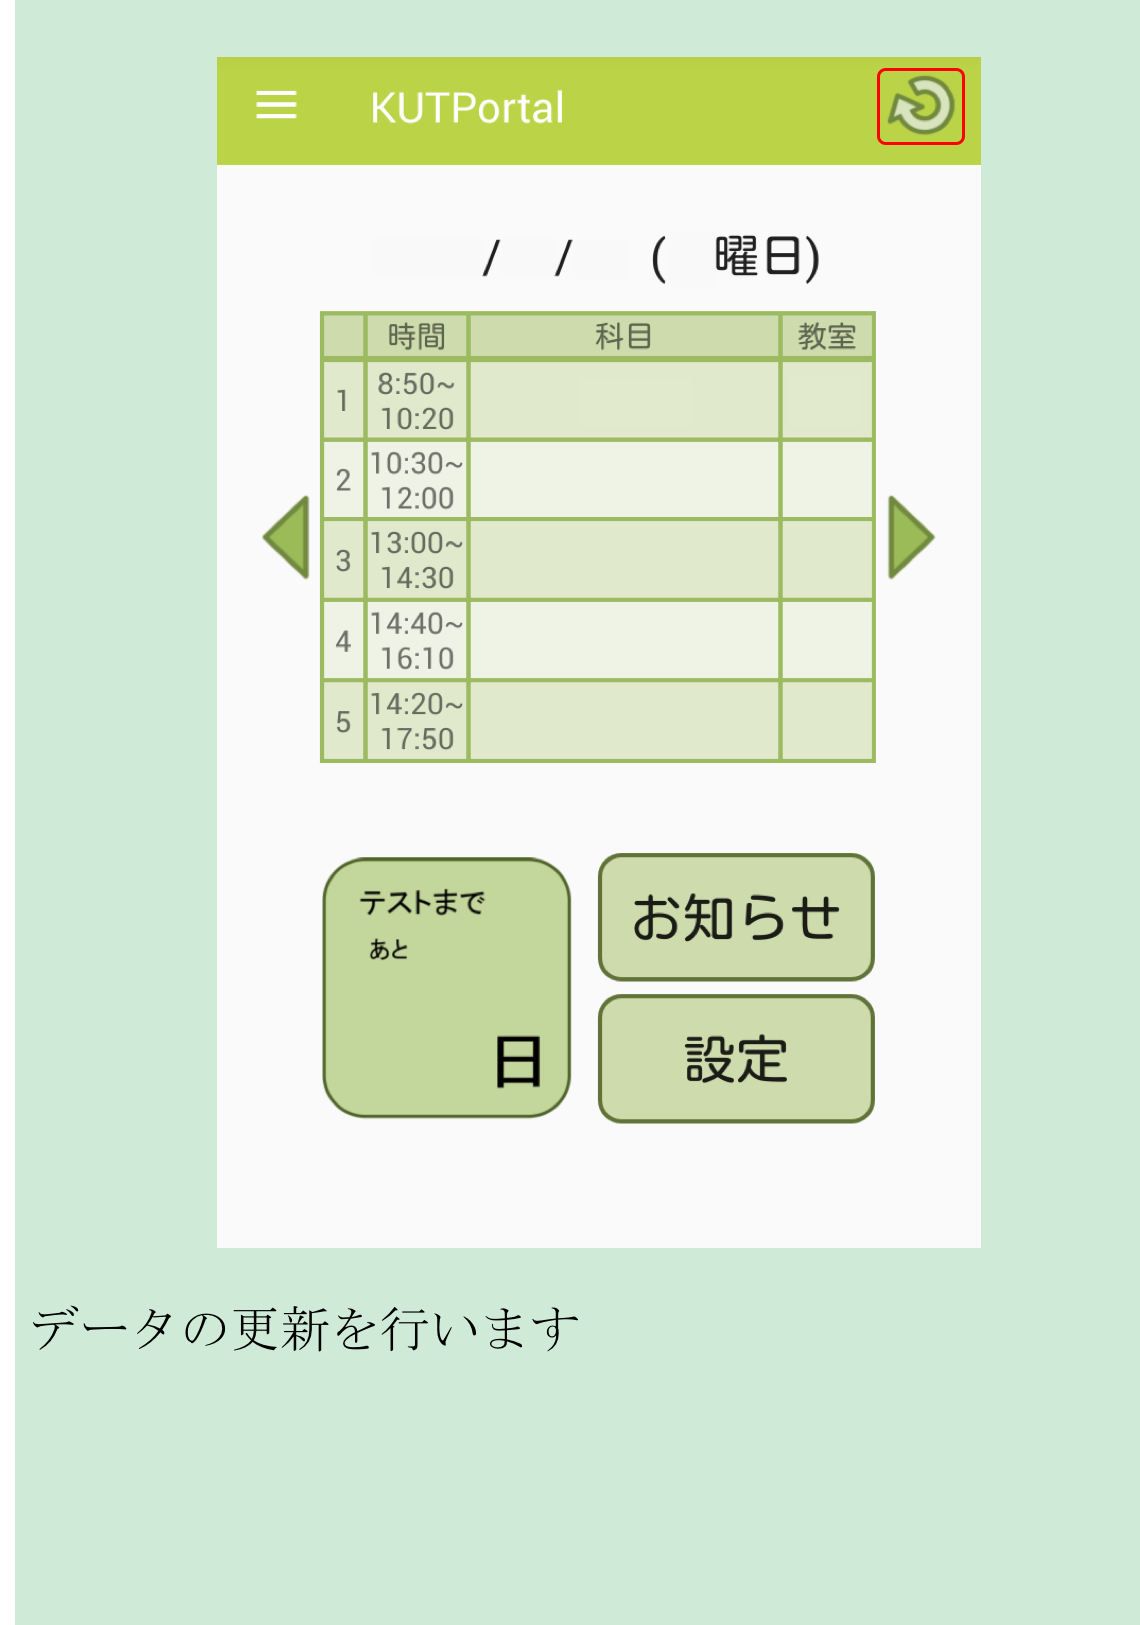 KUTPortal
/ / ( 曜日)
時間 科目 教室
1 8:50~
10:20
2 10:30~
12:00
3 13:00~
14:30
4 14:40~
16:10
5 14:20~
17:50
テストまで
あと
日
お知らせ
設定
データの更新を行います